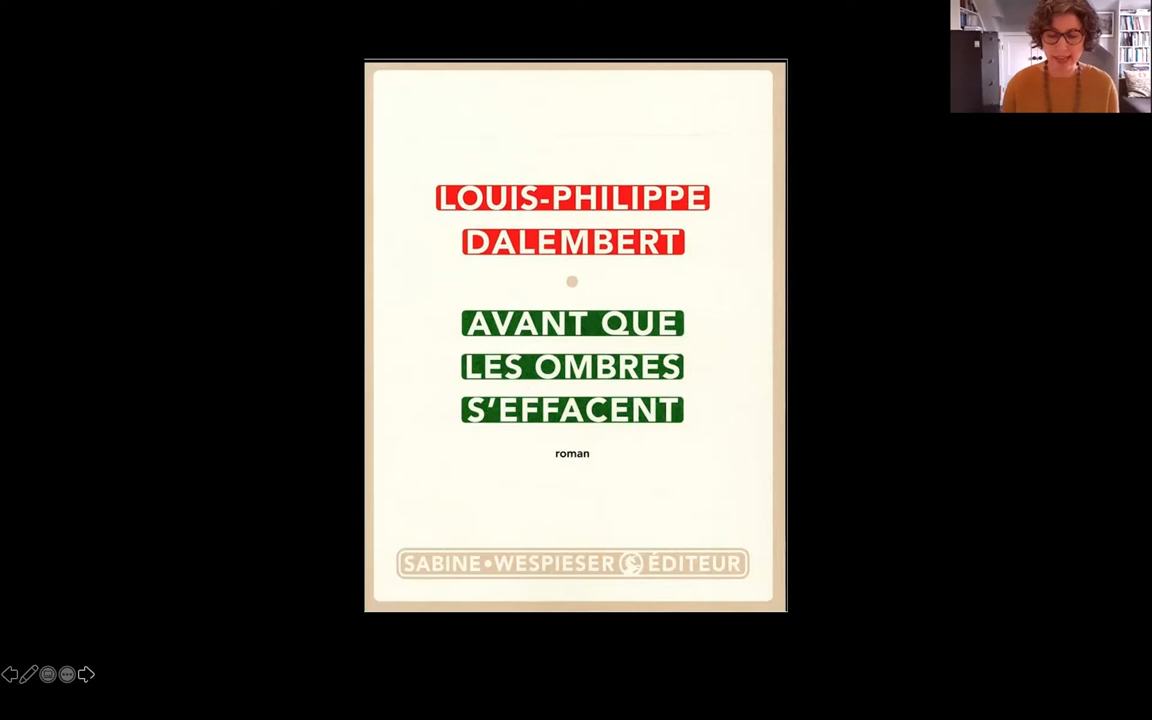 LOUIS-PHILIPPE
DALEMBERT
AVANT QUE
LES OMBRES
S’EFFACENT
roman
SABINE•WESPIESER ÉDITEUR